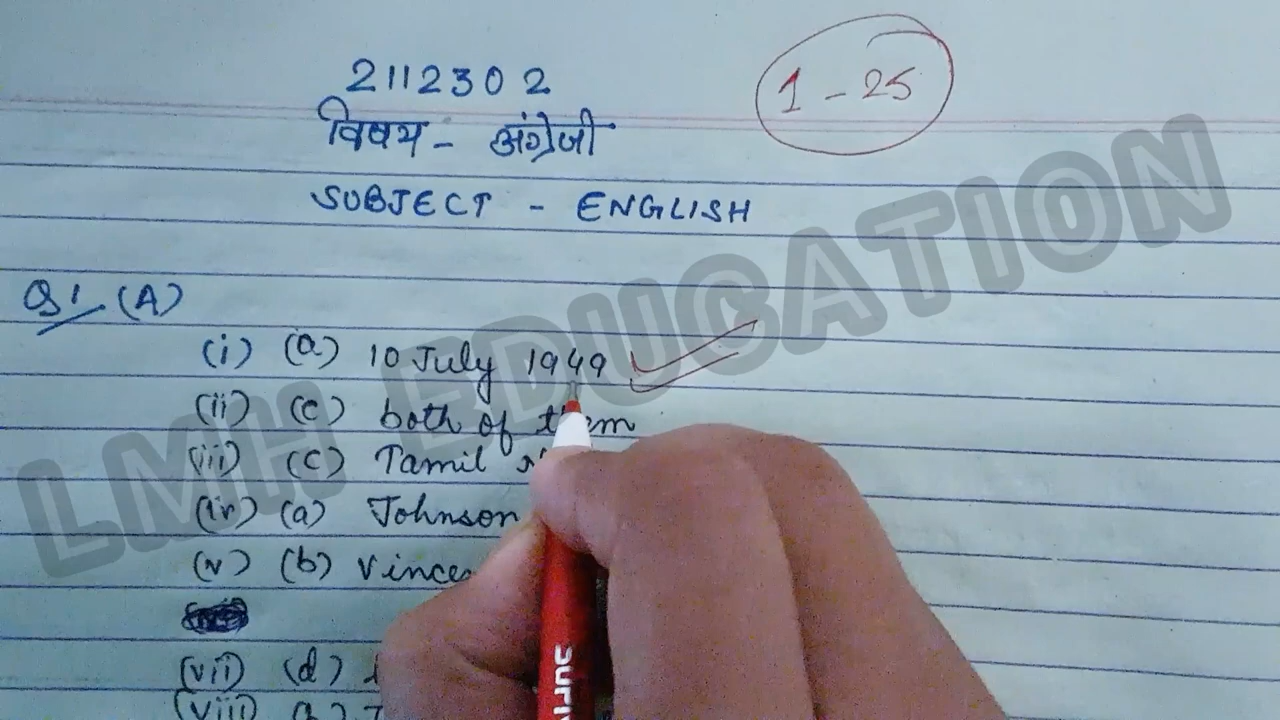 2112302
1 - 25
विषय - अंग्रेजी
SUBJECT - ENGLISH
Q1 (A)
(i) (a) 10 July 1949
(ii) (c) both of them
(iii) (c) Tamil
(iv) (a) Johnson
(v) (b)
(vii) (d)
(viii)
LMH EDUCATION